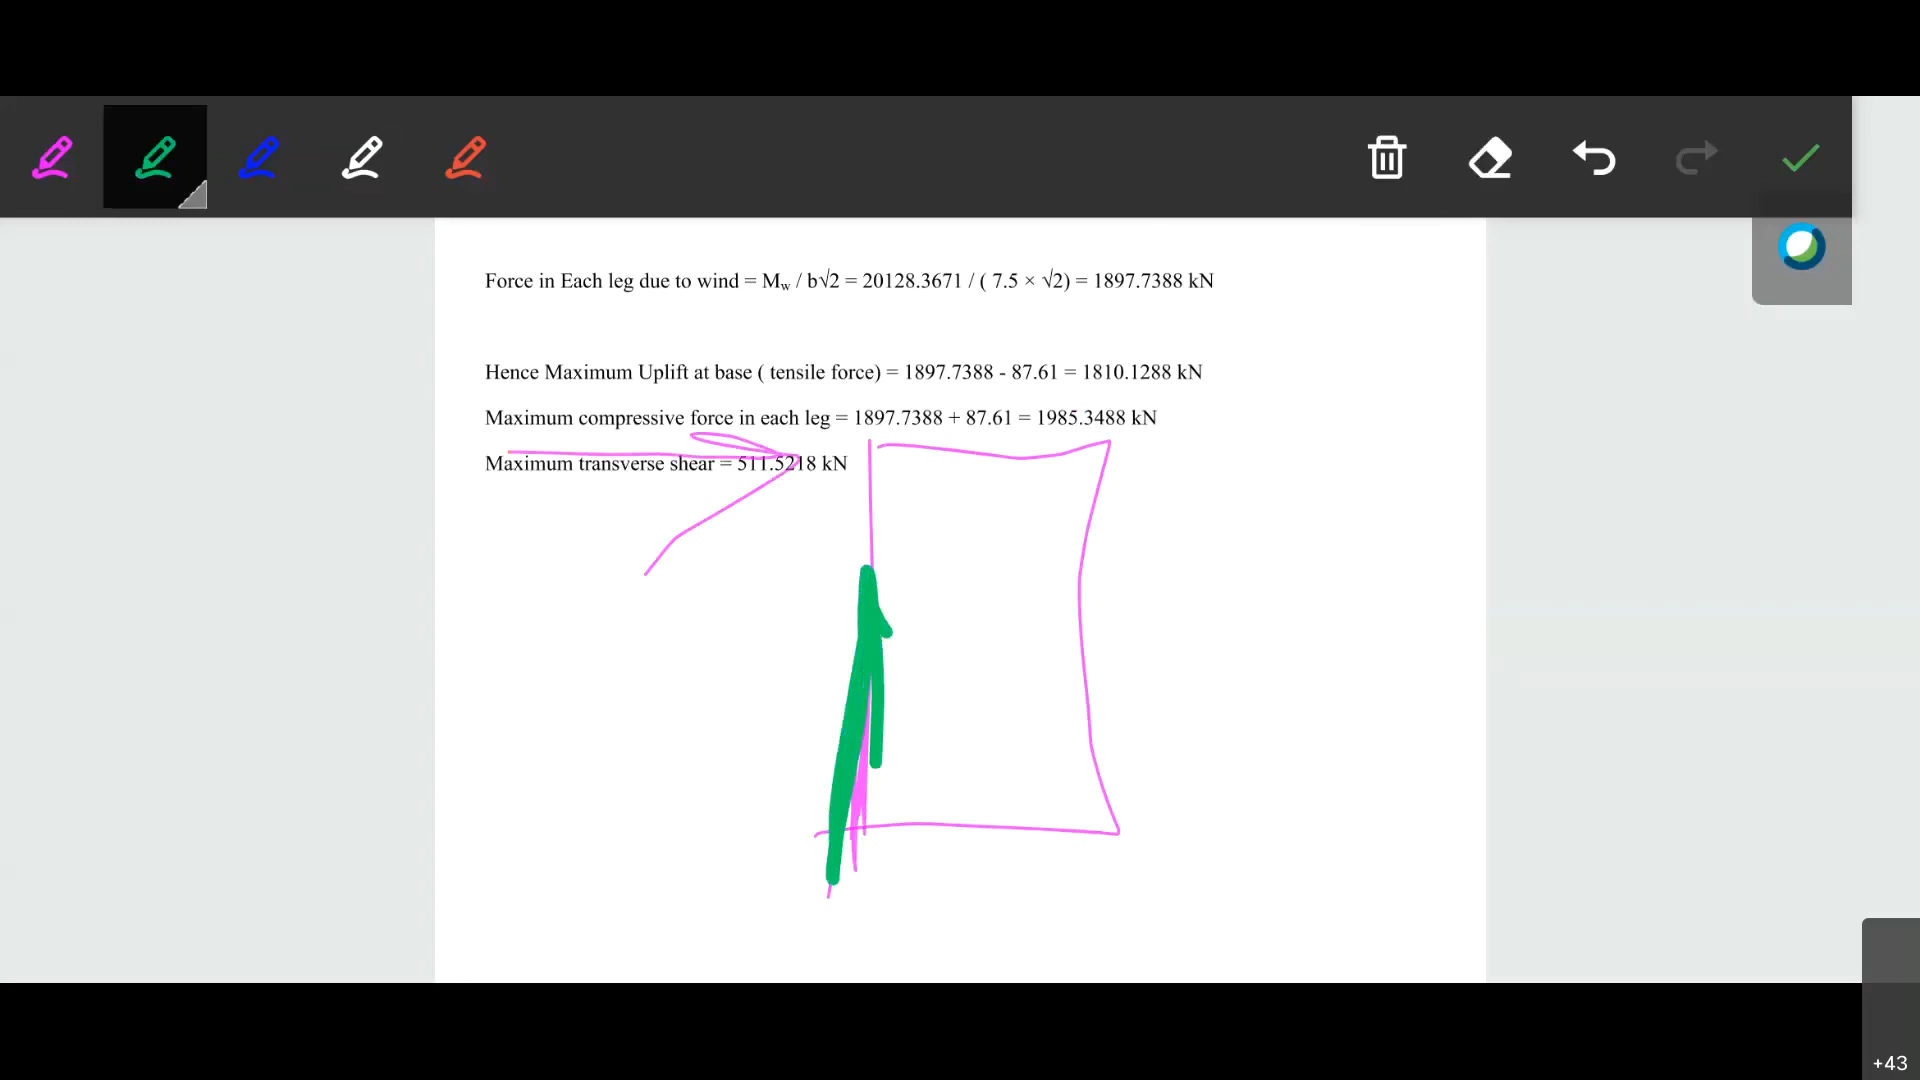 Force in Each leg due to wind = Mw / b√2 = 20128.3671 / ( 7.5 × √2) = 1897.7388 kN
Hence Maximum Uplift at base ( tensile force) = 1897.7388 - 87.61 = 1810.1288 kN
Maximum compressive force in each leg = 1897.7388 + 87.61 = 1985.3488 kN
Maximum transverse shear = 511.5218 kN
+43